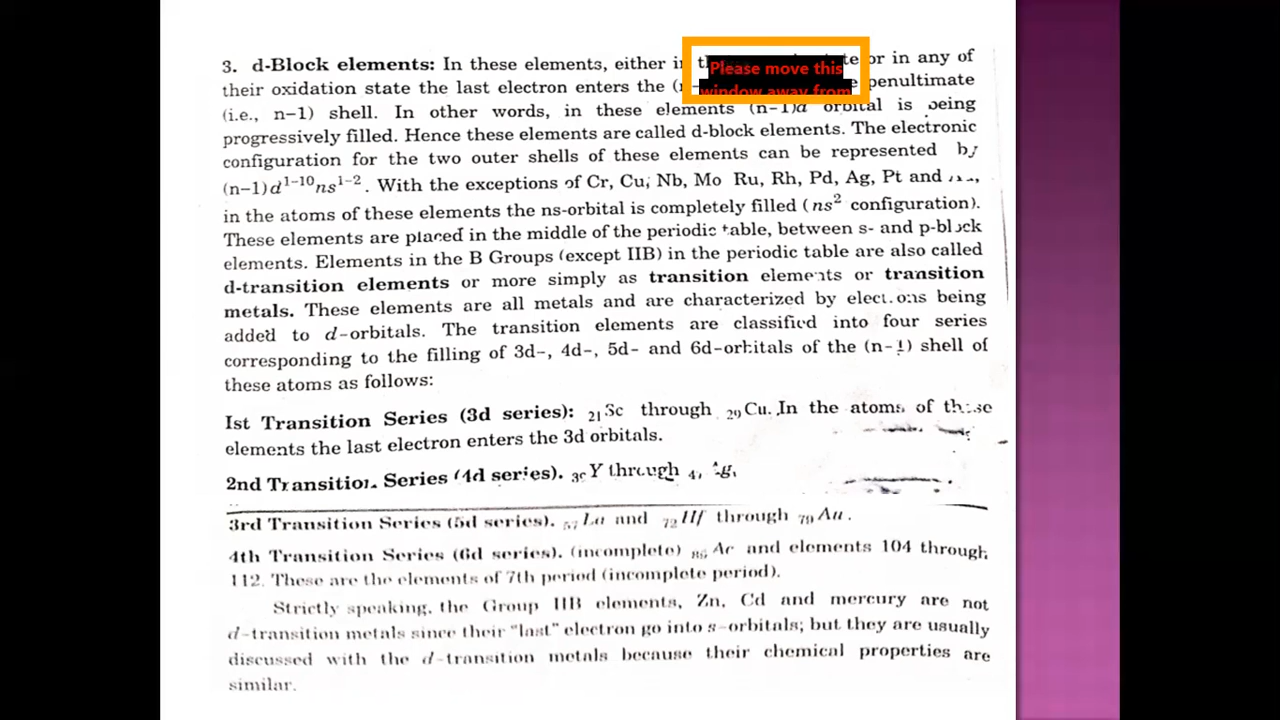 3. d-Block elements: In these elements, either in or in any of
Please move this
window away from
their oxidation state the last electron enters the penultimate
(i.e., n−1) shell. In other words, in these elements (n−1)d orbital is being
progressively filled. Hence these elements are called d-block elements. The electronic
configuration for the two outer shells of these elements can be represented by
(n−1)d¹⁻¹⁰ns¹⁻². With the exceptions of Cr, Cu, Nb, Mo Ru, Rh, Pd, Ag, Pt and
in the atoms of these elements the ns-orbital is completely filled (ns² configuration).
These elements are placed in the middle of the periodic table, between s- and p-block
elements. Elements in the B Groups (except IIB) in the periodic table are also called
d-transition elements or more simply as transition elements or transition
metals. These elements are all metals and are characterized by electrons being
added to d-orbitals. The transition elements are classified into four series
corresponding to the filling of 3d-, 4d-, 5d- and 6d-orbitals of the (n-1) shell of
these atoms as follows:
Ist Transition Series (3d series): ₂₁Sc through ₂₉Cu. In the atoms of these
elements the last electron enters the 3d orbitals.
2nd Transition Series (4d series). Y through Ag.
3rd Transition Series (5d series). ₅₇La and ₇₂Hf through ₇₉Au.
4th Transition Series (6d series). (incomplete) Ac and elements 104 through
112. These are the elements of 7th period (incomplete period).
Strictly speaking, the Group IIB elements, Zn, Cd and mercury are not
d-transition metals since their "last" electron go into s-orbitals; but they are usually
discussed with the d-transition metals because their chemical properties are
similar.